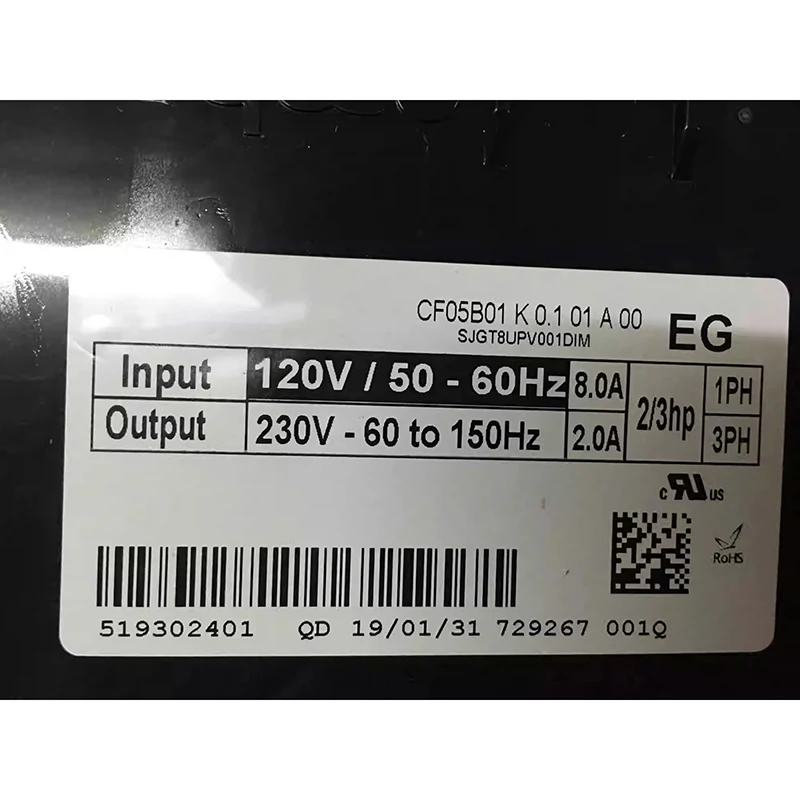 CF05B01 K 0.1 01 A 00 EG
SJGT8UPV001DIM
Input 120V / 50 - 60Hz 8.0A 2/3hp 1PH
Output 230V - 60 to 150Hz 2.0A 3PH
c RU US
RoHS
519302401 QD 19/01/31 729267 001Q